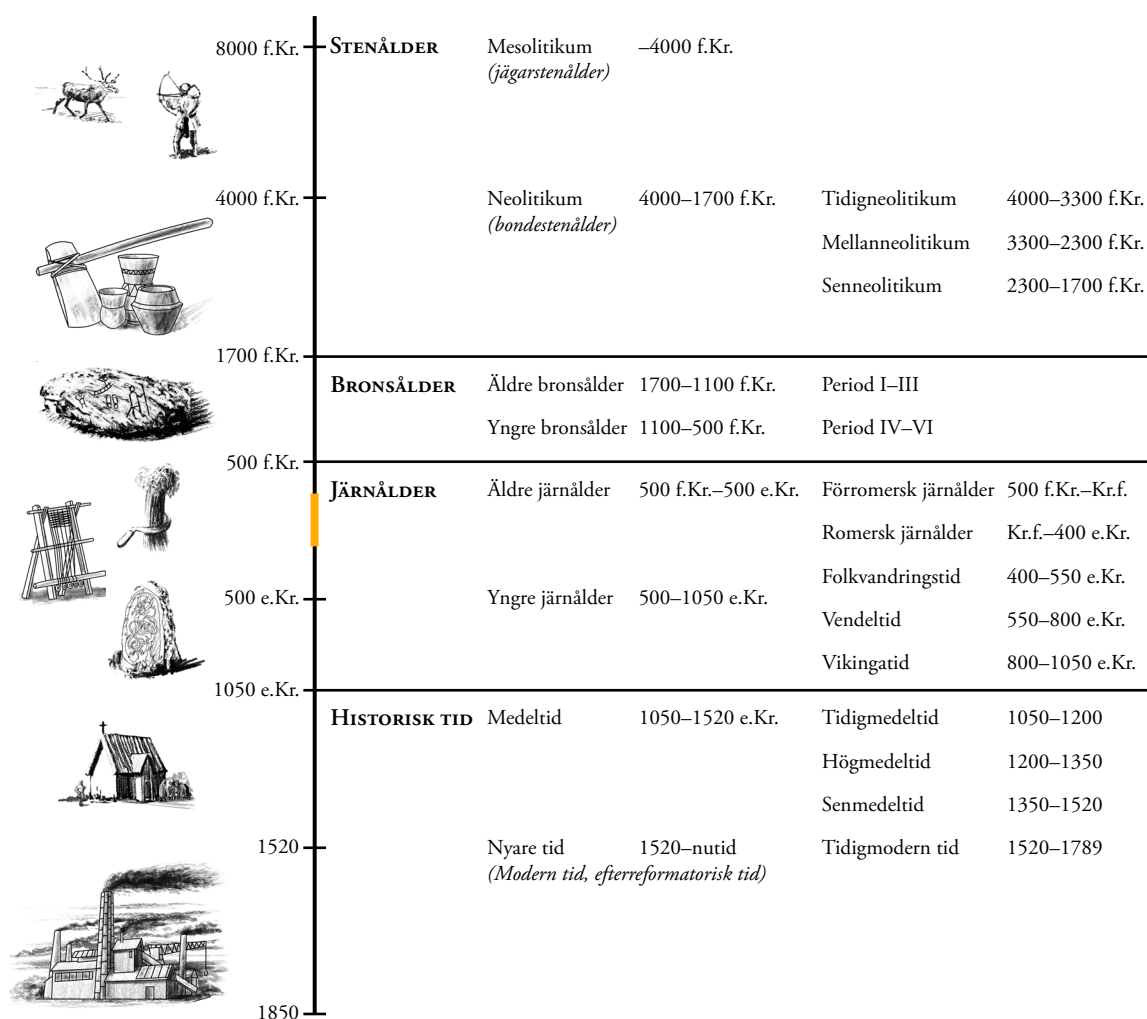 8000 f.Kr. STENÅLDER Mesolitikum –4000 f.Kr.
(jägarstenålder)
4000 f.Kr. Neolitikum 4000–1700 f.Kr. Tidigneolitikum 4000–3300 f.Kr.
(bondestenålder)
Mellanneolitikum 3300–2300 f.Kr.
Senneolitikum 2300–1700 f.Kr.
1700 f.Kr.
BRONSÅLDER Äldre bronsålder 1700–1100 f.Kr. Period I–III
Yngre bronsålder 1100–500 f.Kr. Period IV–VI
500 f.Kr.
JÄRNÅLDER Äldre järnålder 500 f.Kr.–500 e.Kr. Förromersk järnålder 500 f.Kr.–Kr.f.
Romersk järnålder Kr.f.–400 e.Kr.
Folkvandringstid 400–550 e.Kr.
500 e.Kr. Yngre järnålder 500–1050 e.Kr.
Vendeltid 550–800 e.Kr.
Vikingatid 800–1050 e.Kr.
1050 e.Kr.
HISTORISK TID Medeltid 1050–1520 e.Kr. Tidigmedeltid 1050–1200
Högmedeltid 1200–1350
Senmedeltid 1350–1520
1520 Nyare tid 1520–nutid Tidigmodern tid 1520–1789
(Modern tid, efterreformatorisk tid)
1850